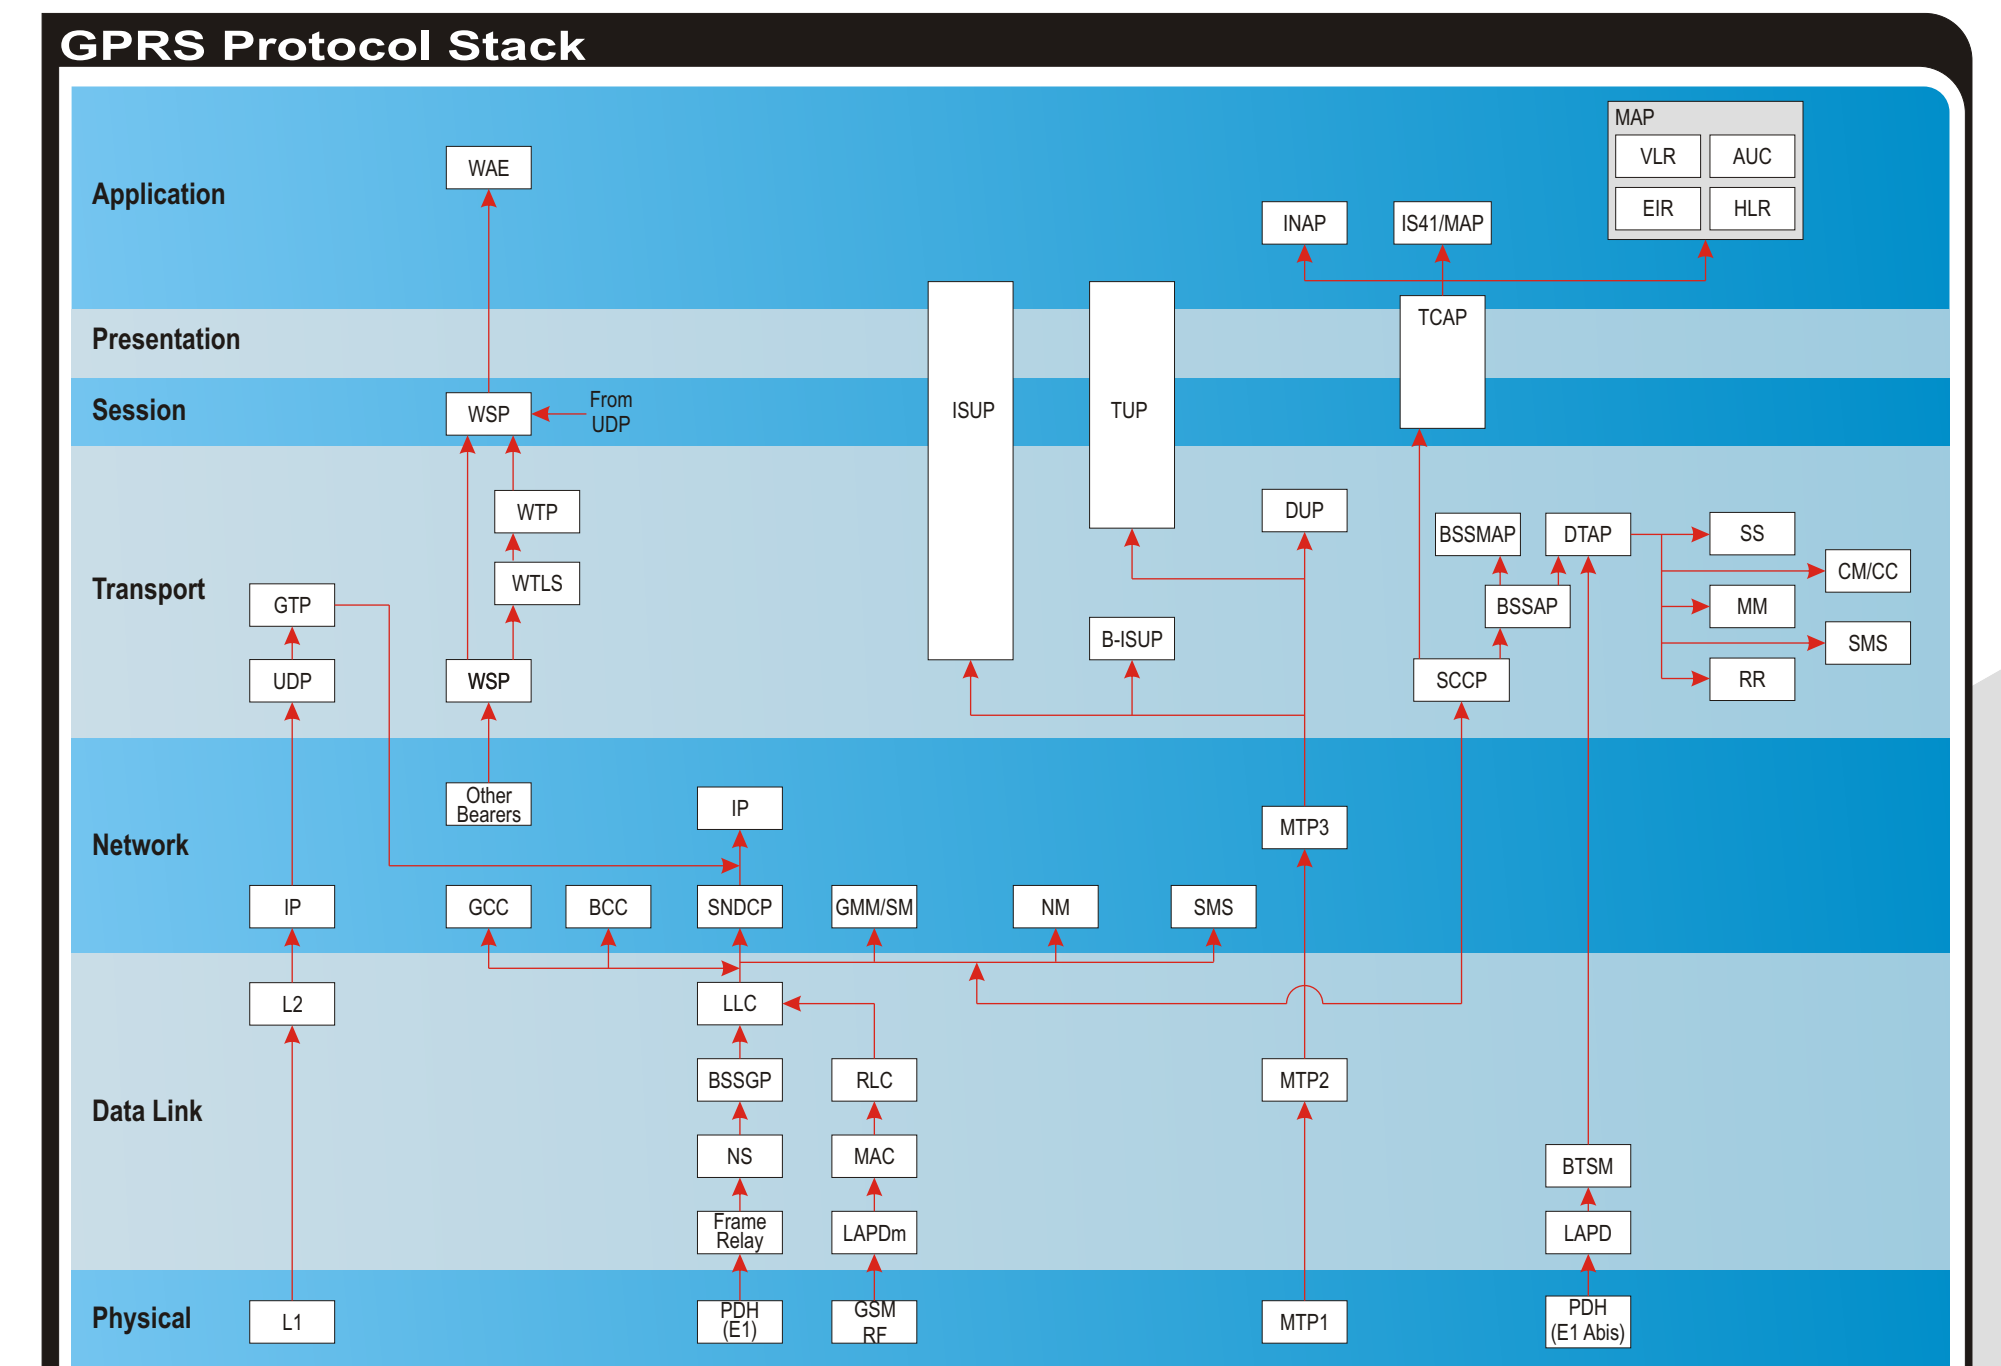 GPRS Protocol Stack
MAP
VLR
AUC
WAE
Application
EIR
HLR
INAP
IS41/MAP
TCAP
Presentation
From
UDP
Session
WSP
ISUP
TUP
WTP
DUP
BSSMAP
DTAP
SS
CM/CC
Transport
WTLS
GTP
BSSAP
MM
B-ISUP
SMS
UDP
WSP
SCCP
RR
Other
Bearers
IP
MTP3
Network
IP
GCC
BCC
SNDCP
GMM/SM
NM
SMS
L2
LLC
BSSGP
RLC
MTP2
Data Link
NS
MAC
BTSM
Frame
Relay
LAPDm
LAPD
Physical
L1
PDH
(E1)
GSM
RF
MTP1
PDH
(E1 Abis)